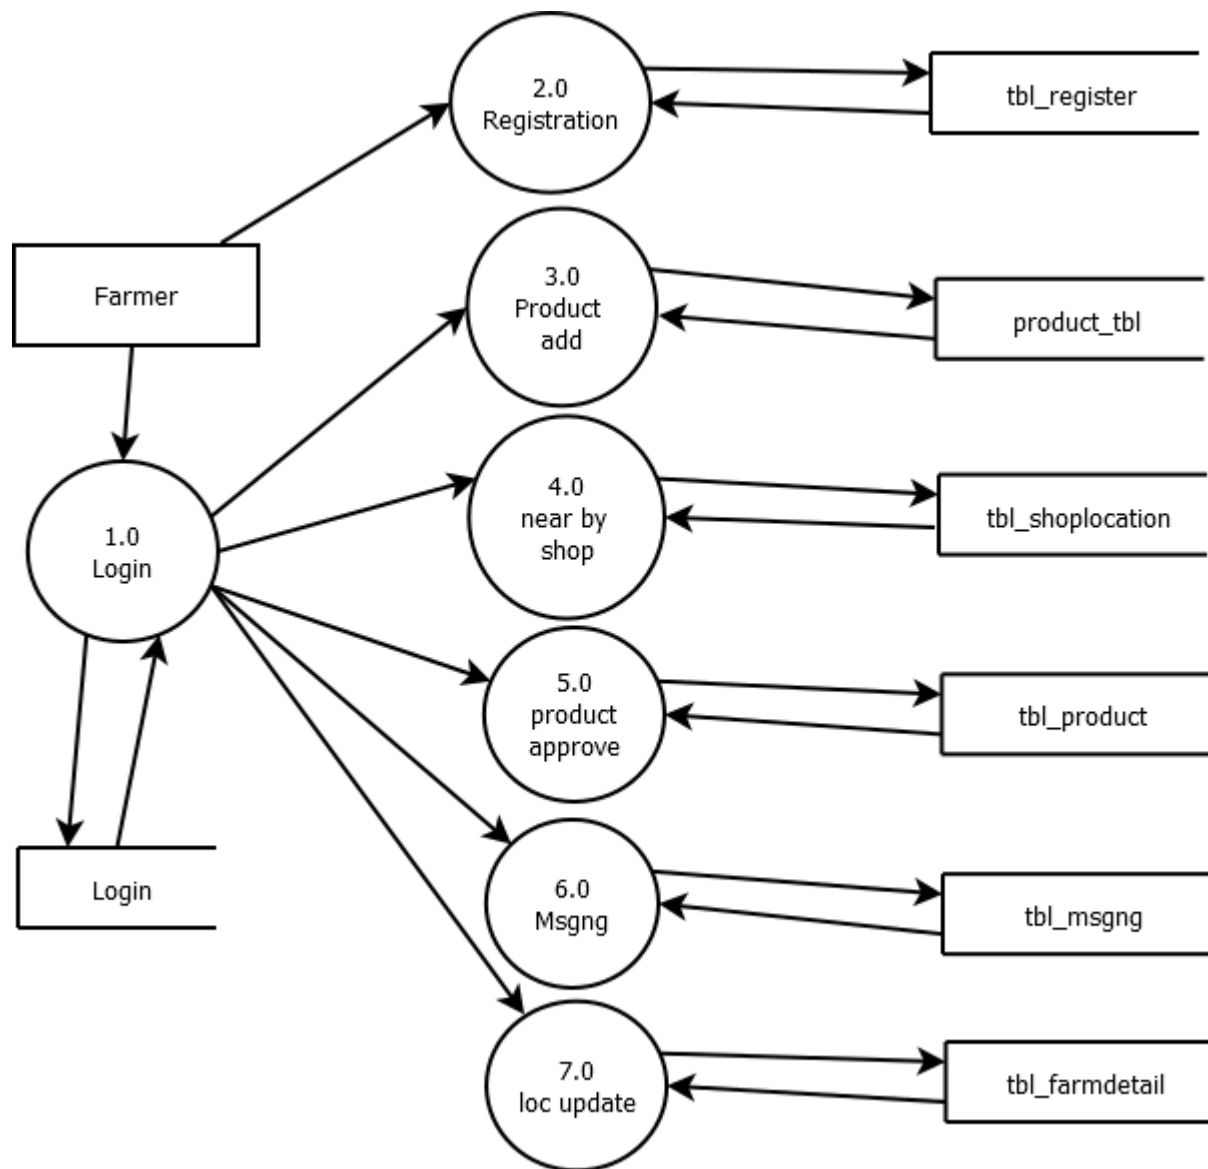 2.0
Registration
tbl_register
Farmer
3.0
Product
add
product_tbl
1.0
Login
4.0
near by
shop
tbl_shoplocation
5.0
product
approve
tbl_product
Login
6.0
Msgng
tbl_msgng
7.0
loc update
tbl_farmdetail